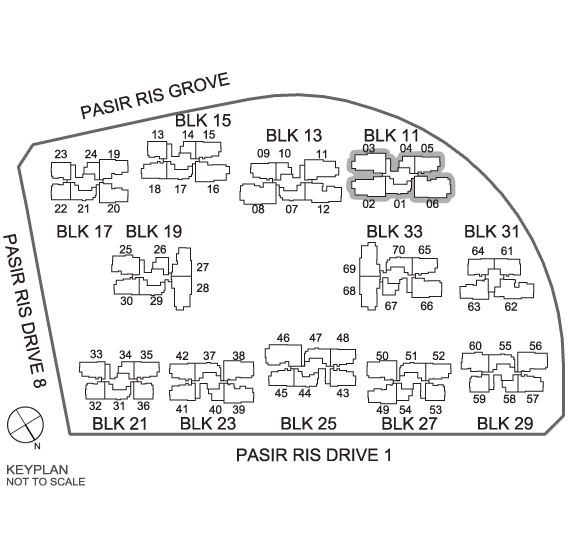 PASIR RIS GROVE
BLK 15
13 14 15
18 17 16
BLK 13
09 10 11
08 07 12
BLK 11
03 04 05
02 01 06
23 24 19
22 21 20
BLK 17
BLK 19
25 26
27
28
30 29
BLK 33
70 65
69
68
67 66
BLK 31
64 61
63 62
PASIR RIS DRIVE 8
33 34 35
32 31 36
BLK 21
42 37 38
41 40 39
BLK 23
46 47 48
45 44 43
BLK 25
50 51 52
49 54 53
BLK 27
60 55 56
59 58 57
BLK 29
PASIR RIS DRIVE 1
N
KEYPLAN
NOT TO SCALE